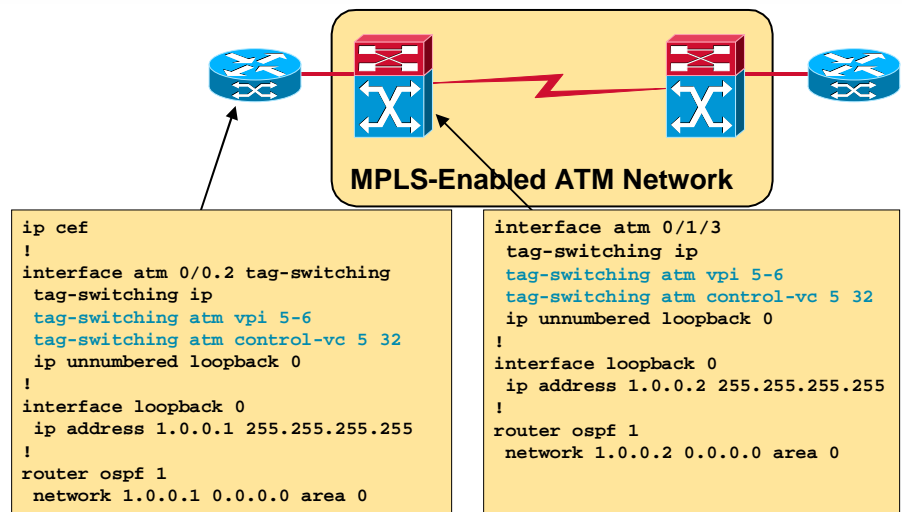 MPLS-Enabled ATM Network
ip cef
!
interface atm 0/0.2 tag-switching
 tag-switching ip
 tag-switching atm vpi 5-6
 tag-switching atm control-vc 5 32
 ip unnumbered loopback 0
!
interface loopback 0
 ip address 1.0.0.1 255.255.255.255
!
router ospf 1
 network 1.0.0.1 0.0.0.0 area 0
interface atm 0/1/3
 tag-switching ip
 tag-switching atm vpi 5-6
 tag-switching atm control-vc 5 32
 ip unnumbered loopback 0
!
interface loopback 0
 ip address 1.0.0.2 255.255.255.255
!
router ospf 1
 network 1.0.0.2 0.0.0.0 area 0